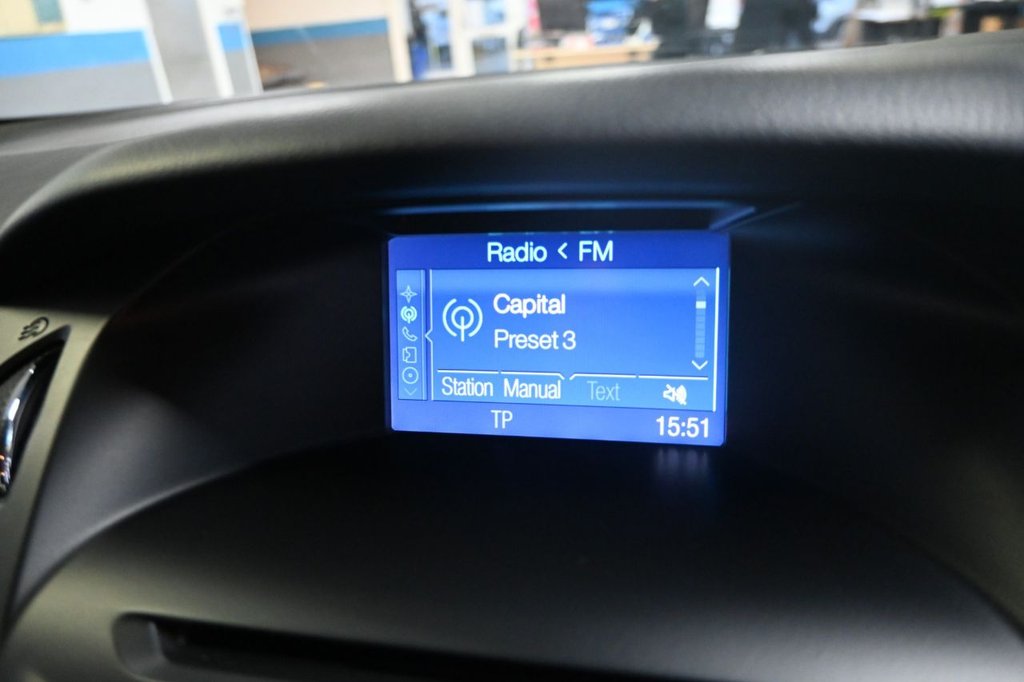 Radio < FM
Capital
Preset 3
Station Manual Text
TP 15:51